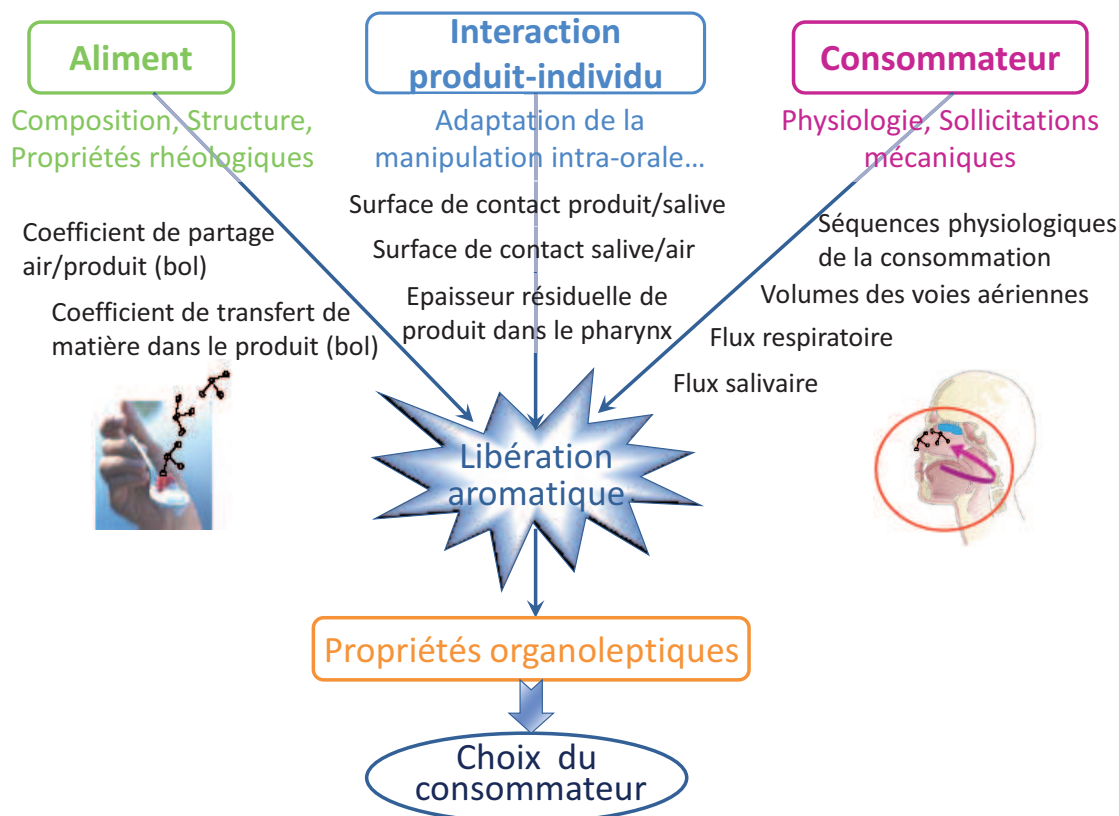 Aliment
Composition, Structure,
Propriétés rhéologiques
Coefficient de partage
air/produit (bol)
Coefficient de transfert de
matière dans le produit (bol)
Interaction
produit-individu
Adaptation de la
manipulation intra-orale…
Surface de contact produit/salive
Surface de contact salive/air
Epaisseur résiduelle de
produit dans le pharynx
Consommateur
Physiologie, Sollicitations
mécaniques
Séquences physiologiques
de la consommation
Volumes des voies aériennes
Flux respiratoire
Flux salivaire
Libération
aromatique
Propriétés organoleptiques
Choix du
consommateur